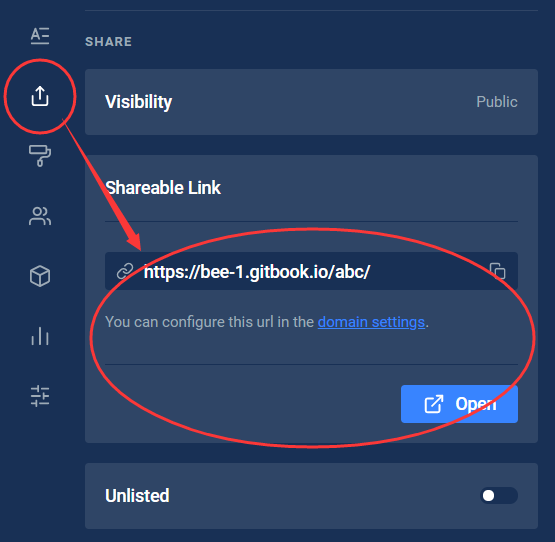 SHARE
Visibility
Public
Shareable Link
https://bee-1.gitbook.io/abc/
You can configure this url in the domain settings.
Open
Unlisted